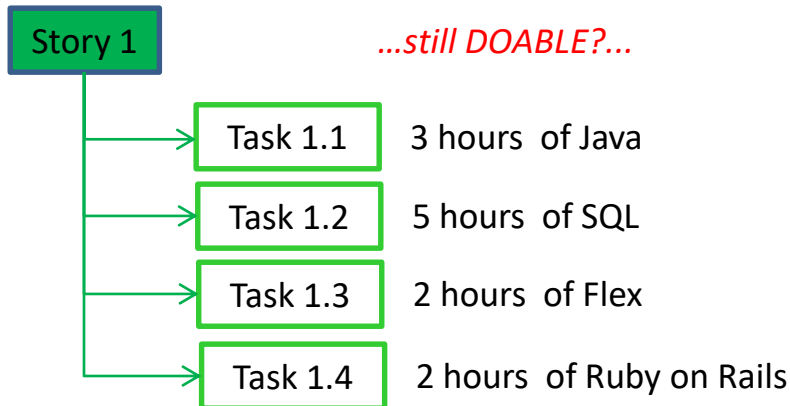 Story 1
...still DOABLE?...
Task 1.1
3 hours of Java
Task 1.2
5 hours of SQL
Task 1.3
2 hours of Flex
Task 1.4
2 hours of Ruby on Rails